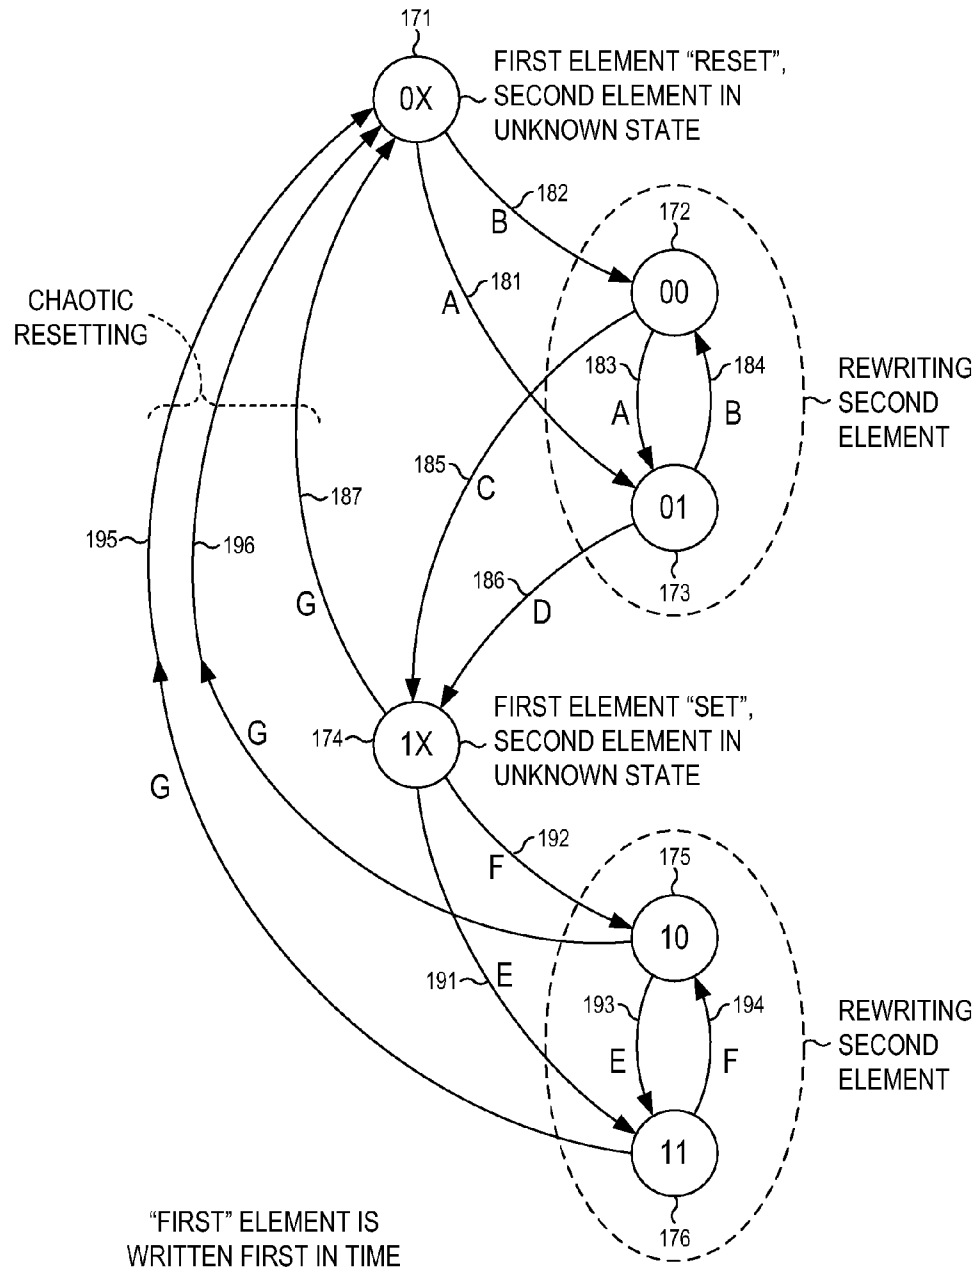 171
0X
FIRST ELEMENT “RESET”,
SECOND ELEMENT IN
UNKNOWN STATE
182
B
172
00
181
A
CHAOTIC
RESETTING
183
184
A
B
REWRITING
SECOND
ELEMENT
185
C
187
195
196
01
173
186
D
G
174
1X
FIRST ELEMENT “SET”,
SECOND ELEMENT IN
UNKNOWN STATE
G
G
192
F
175
10
191
E
193
194
E
F
REWRITING
SECOND
ELEMENT
11
176
“FIRST” ELEMENT IS
WRITTEN FIRST IN TIME